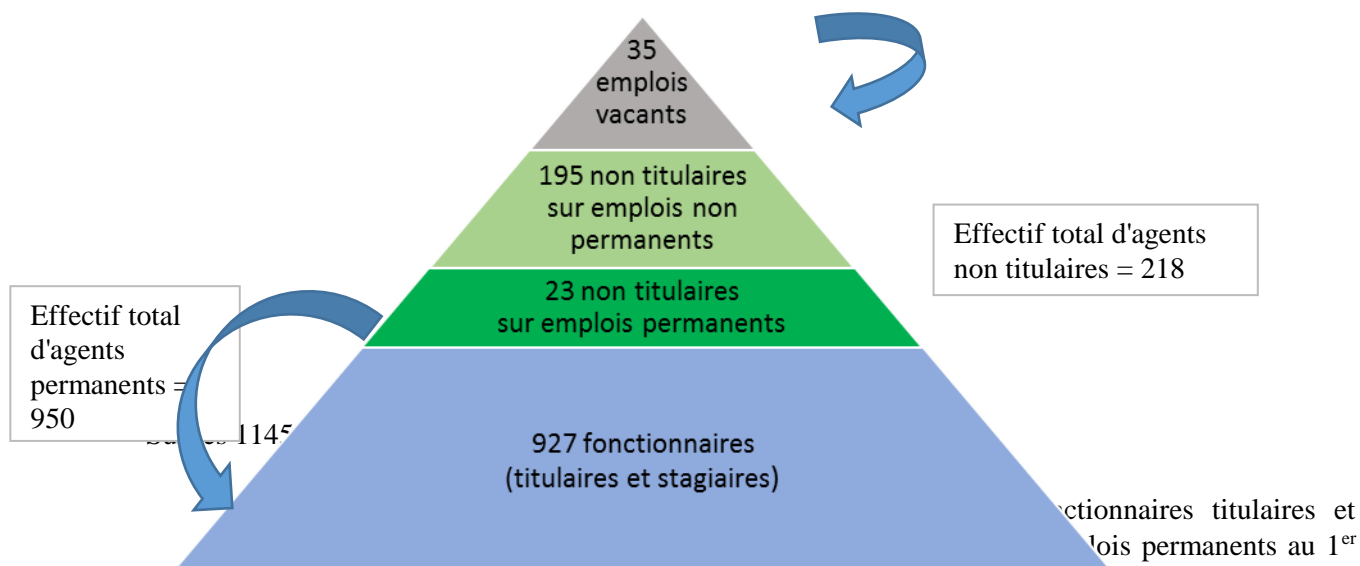 35
emplois
vacants
195 non titulaires
sur emplois non
permanents
Effectif total d'agents
non titulaires = 218
23 non titulaires
sur emplois permanents
Effectif total
d'agents
permanents =
950
1145
927 fonctionnaires
(titulaires et stagiaires)
titulaires et
permanents au 1er